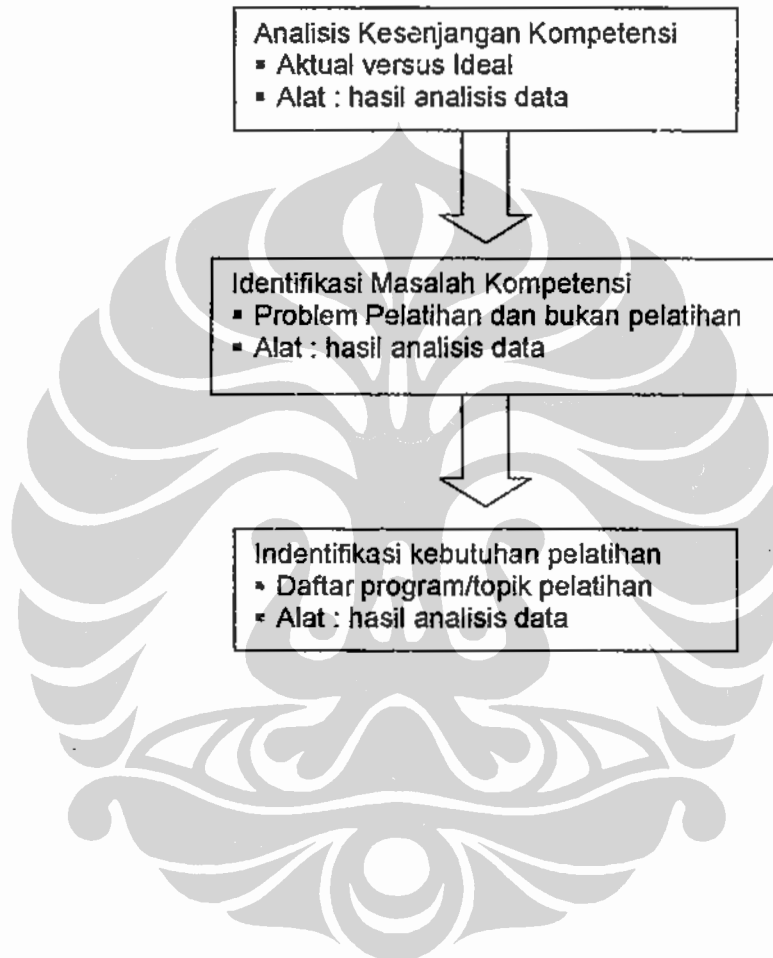 Analisis Kesenjangan Kompetensi
▪ Aktual versus Ideal
▪ Alat : hasil analisis data
Identifikasi Masalah Kompetensi
▪ Problem Pelatihan dan bukan pelatihan
▪ Alat : hasil analisis data
Indentifikasi kebutuhan pelatihan
▪ Daftar program/topik pelatihan
▪ Alat : hasil analisis data